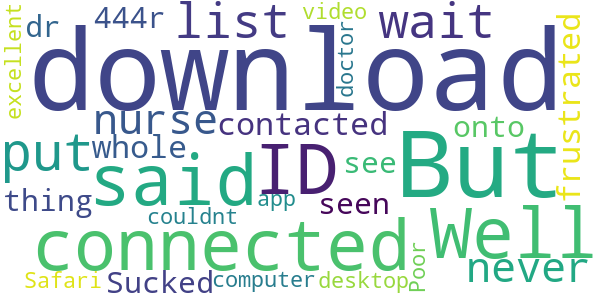 excellent
dr
444r
list
video
wait
doctor
download
frustrated
nurse
contacted
onto
put
whole
said
ID
see
But
thing
couldnt
app
seen
connected
Well
Poor
never
Safari
Sucked
computer
desktop